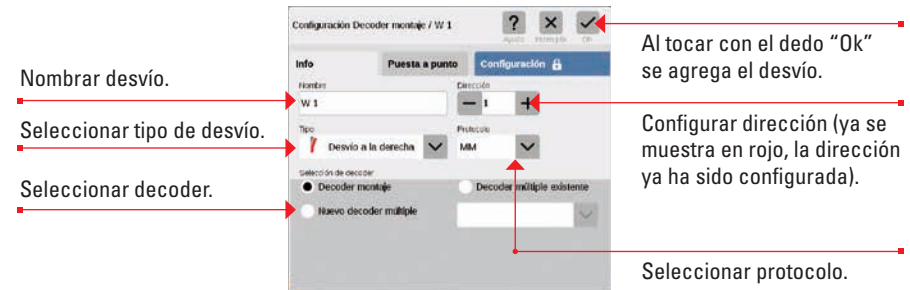 Configuración Decoder montaje / W 1
?
Ayuda
Interrumpir
Ok
Info
Puesta a punto
Configuración
Nombre
Dirección
W 1
1
Tipo
Protocolo
Desvío a la derecha
MM
Selección de decoder
Decoder montaje
Decoder múltiple existente
Nuevo decoder múltiple
Nombrar desvío.
Seleccionar tipo de desvío.
Seleccionar decoder.
Al tocar con el dedo “Ok”
se agrega el desvío.
Configurar dirección (ya se
muestra en rojo, la dirección
ya ha sido configurada).
Seleccionar protocolo.